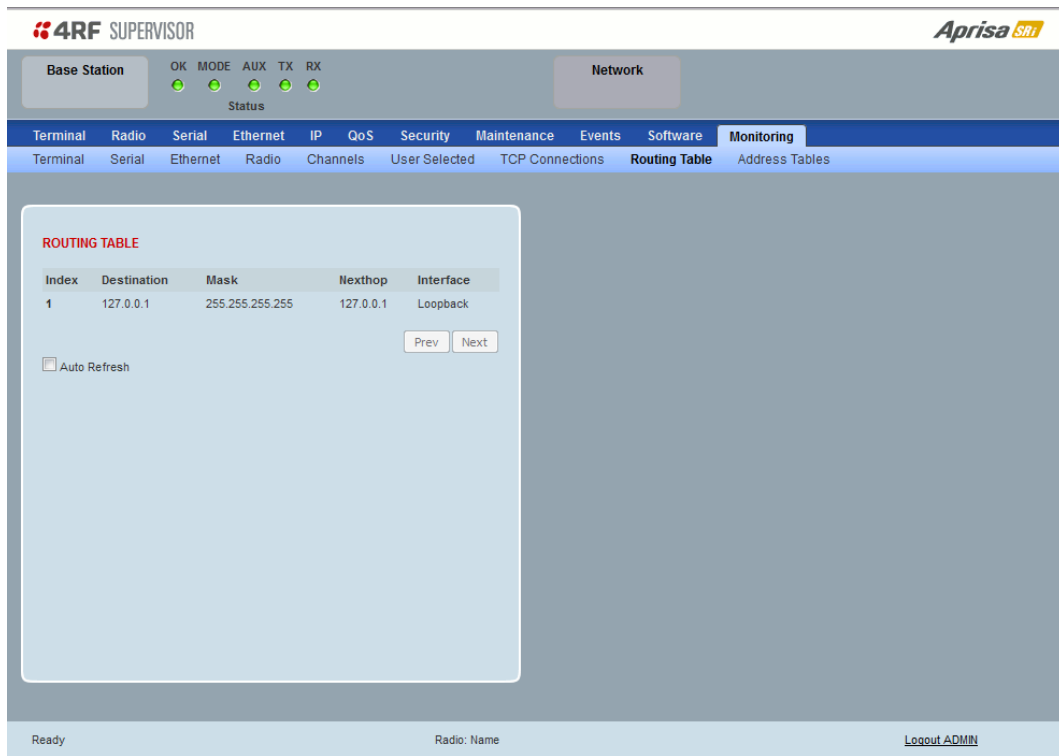 4RF SUPERVISOR
Aprisa SRi
Base Station
OK MODE AUX TX RX
Status
Network
Terminal Radio Serial Ethernet IP QoS Security Maintenance Events Software Monitoring
Terminal Serial Ethernet Radio Channels User Selected TCP Connections Routing Table Address Tables
ROUTING TABLE
Index Destination Mask Nexthop Interface
1 127.0.0.1 255.255.255.255 127.0.0.1 Loopback
Prev Next
Auto Refresh
Ready Radio: Name Logout ADMIN